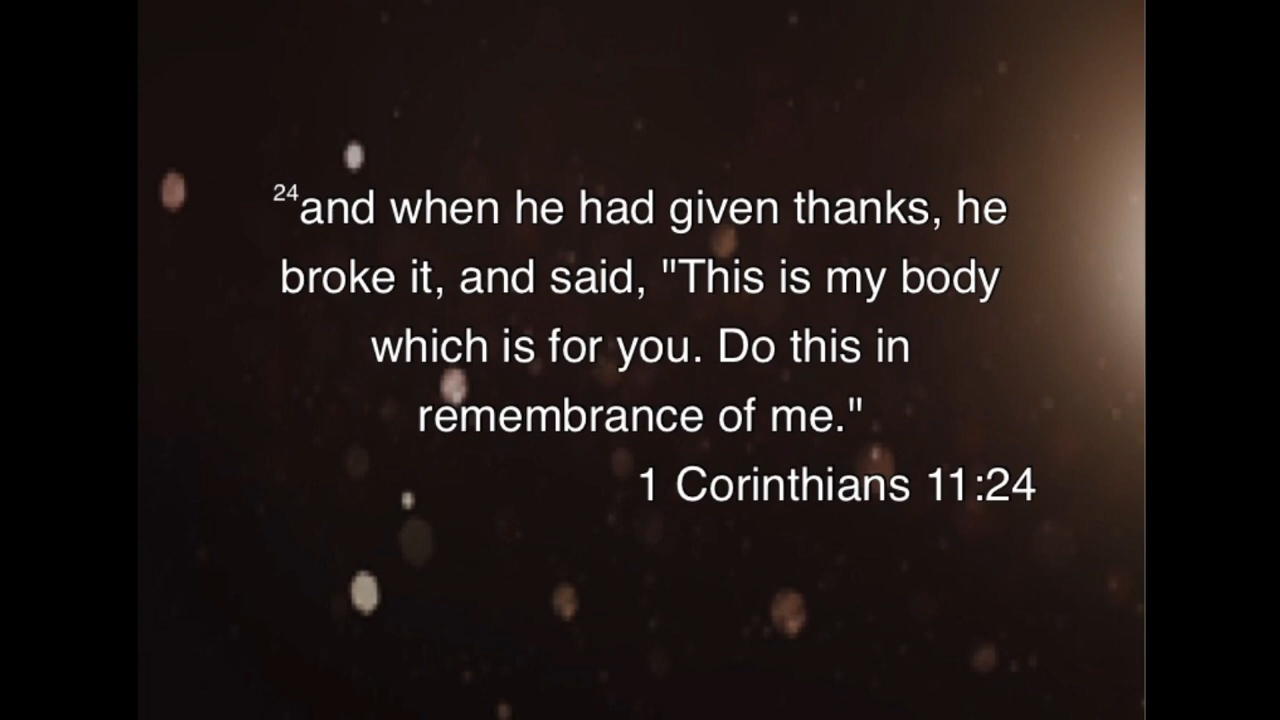 24and when he had given thanks, he
broke it, and said, "This is my body
which is for you. Do this in
remembrance of me."
1 Corinthians 11:24